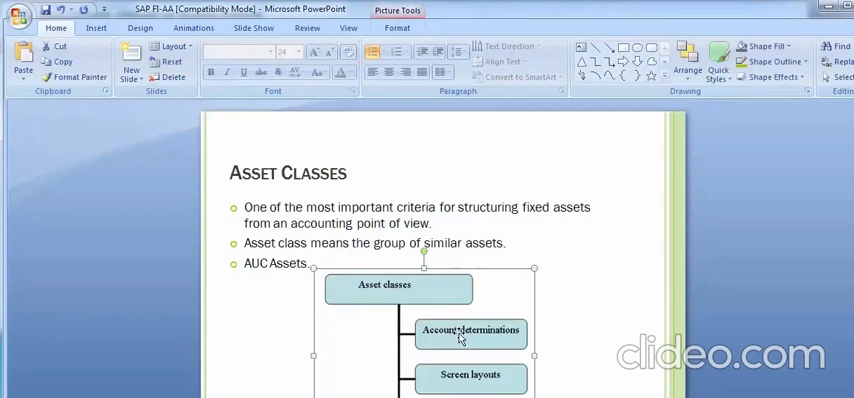 SAP FI-AA [Compatibility Mode] - Microsoft PowerPoint
Picture Tools
Home Insert Design Animations Slide Show Review View Format
Cut
Copy
Format Painter
Paste
Clipboard
New
Slide
Layout
Reset
Delete
Slides
24
B I U abc S AV Aa A
Font
Text Direction
Align Text
Convert to SmartArt
Paragraph
Arrange
Quick
Styles
Shape Fill
Shape Outline
Shape Effects
Drawing
Find
Select
ASSET CLASSES
One of the most important criteria for structuring fixed assets
from an accounting point of view.
Asset class means the group of similar assets.
AUC Assets.
Asset classes
Account determinations
Screen layouts
clideo.com